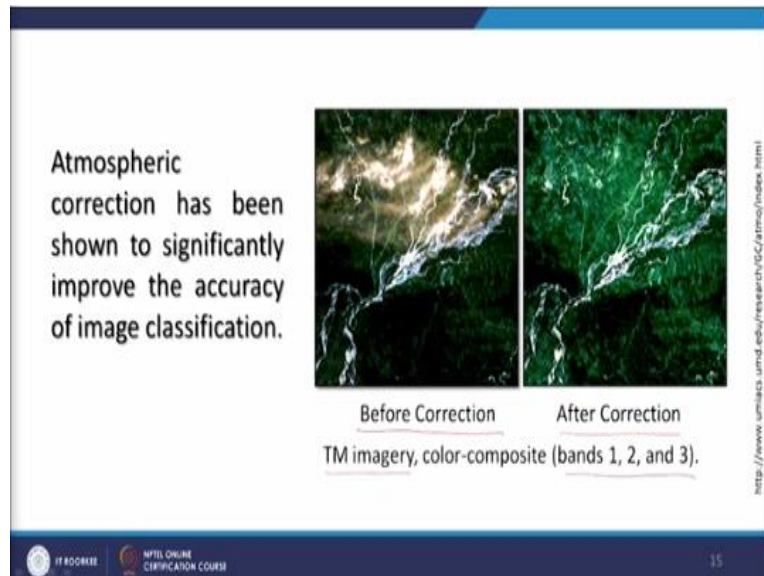 Atmospheric
correction has been
shown to significantly
improve the accuracy
of image classification.
Before Correction
After Correction
TM imagery, color-composite (bands 1, 2, and 3).
http://www.umiacs.umd.edu/research/GC/atmo/index.html
IIT ROORKEE
NPTEL ONLINE
CERTIFICATION COURSE
15